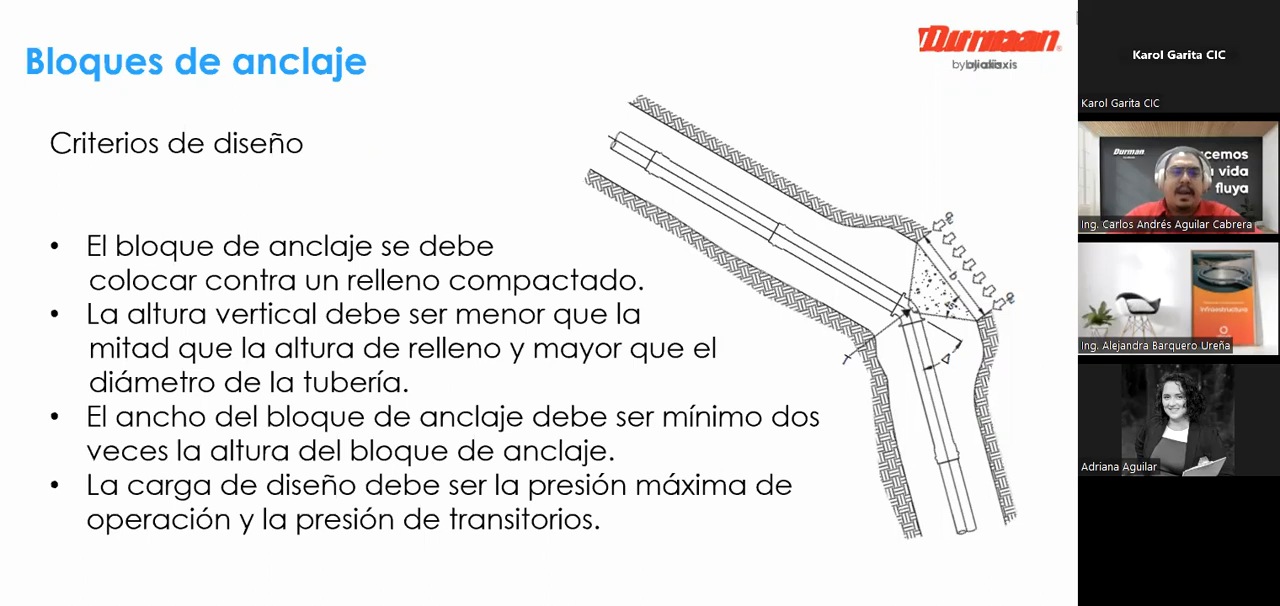 Bloques de anclaje
Durman
by aliaxis
Criterios de diseño
• El bloque de anclaje se debe
colocar contra un relleno compactado.
• La altura vertical debe ser menor que la
mitad que la altura de relleno y mayor que el
diámetro de la tubería.
• El ancho del bloque de anclaje debe ser mínimo dos
veces la altura del bloque de anclaje.
• La carga de diseño debe ser la presión máxima de
operación y la presión de transitorios.
b
T
Δ
Karol Garita CIC
Karol Garita CIC
Durman
cemos
vida
fluya
Ing. Carlos Andrés Aguilar Cabrera
Infraestructura
Ing. Alejandra Barquero Ureña
Adriana Aguilar